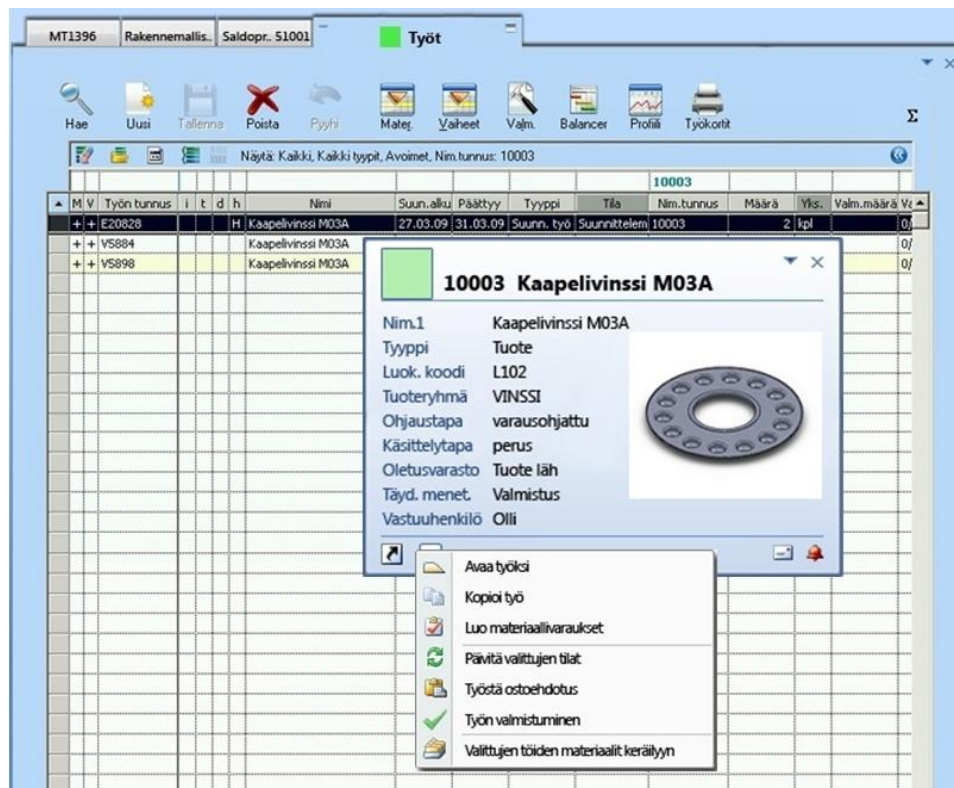 MT1396 Rakennemallis.. Saldopr.. 51001 Työt
Hae Uusi Tallenna Poista Pyyhi Mater. Vaiheet Valm. Balancer Profiili Työkortit Σ
Näytä: Kaikki, Kaikki tyypit, Avoimet, Nim.tunnus: 10003
10003
M V Työn tunnus i t d h Nimi Suun.alku Päättyy Tyyppi Tila Nim.tunnus Määrä Yks. Valm.määrä Va
+ + E20828 H Kaapelivinssi M03A 27.03.09 31.03.09 Suunn. työ Suunnittelem 10003 2 kpl 0/
+ + V5884 Kaapelivinssi M03A 0/
+ + V5898 Kaapelivinssi M03A 0/
10003 Kaapelivinssi M03A
Nim.1 Kaapelivinssi M03A
Tyyppi Tuote
Luok. koodi L102
Tuoteryhmä VINSSI
Ohjaustapa varausohjattu
Käsittelytapa perus
Oletusvarasto Tuote läh
Täyd. menet. Valmistus
Vastuuhenkilö Olli
Avaa työksi
Kopioi työ
Luo materiaallivaraukset
Päivitä valittujen tilat
Työstä ostoehdotus
Työn valmistuminen
Valittujen töiden materiaalit keräilyyn